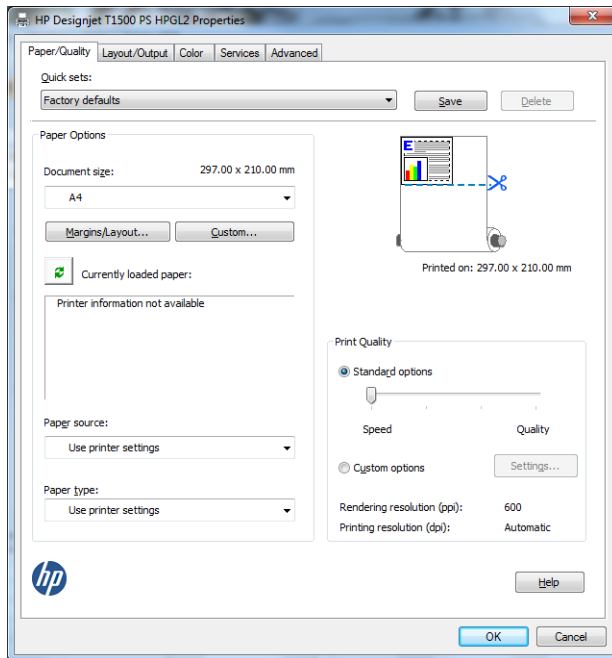 HP Designjet T1500 PS HPGL2 Properties
Paper/Quality Layout/Output Color Services Advanced
Quick sets:
Factory defaults
Save
Delete
Paper Options
Document size:
297.00 x 210.00 mm
A4
Margins/Layout...
Custom...
Currently loaded paper:
Printer information not available
Paper source:
Use printer settings
Paper type:
Use printer settings
E
Printed on: 297.00 x 210.00 mm
Print Quality
Standard options
Speed
Quality
Custom options
Settings...
Rendering resolution (ppi):
600
Printing resolution (dpi):
Automatic
hp
Help
OK
Cancel